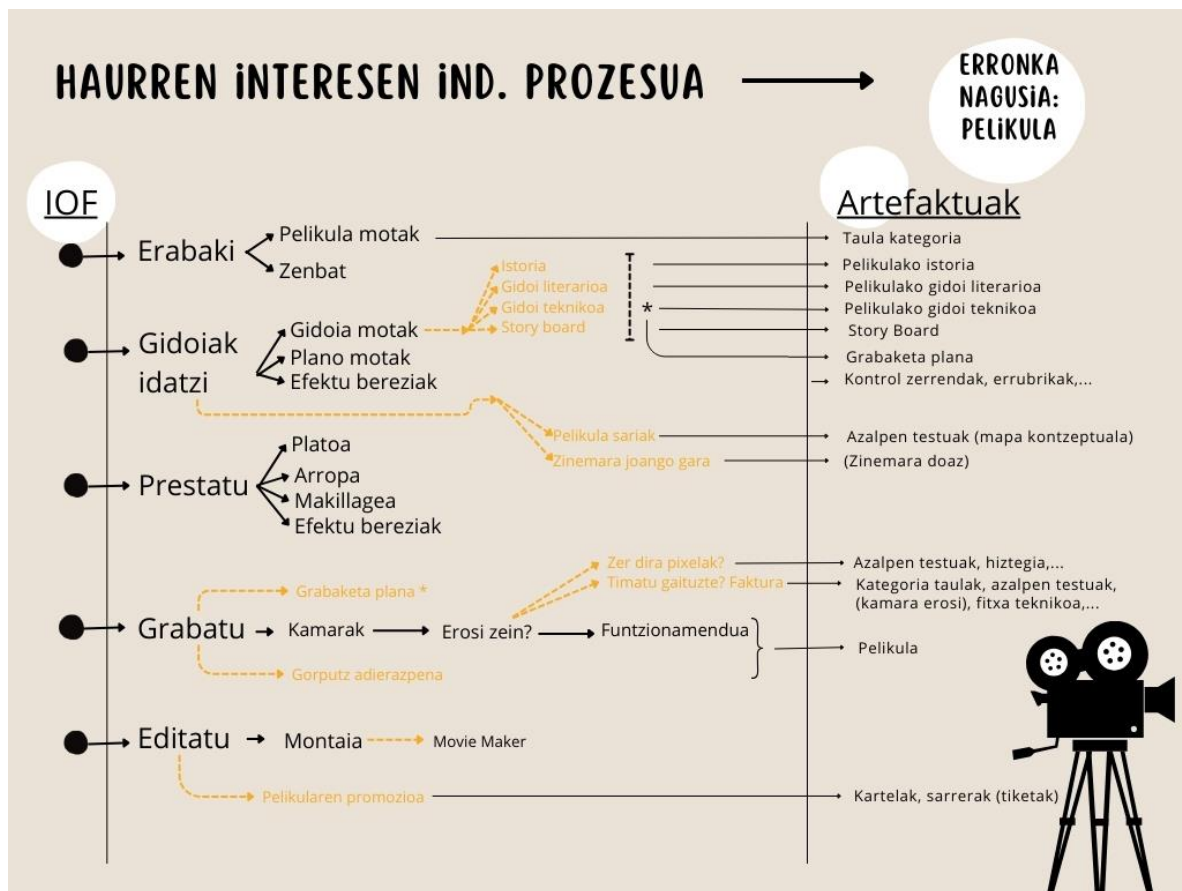 HAURREN iNTERESEN iND. PROZESUA
ERRONKA
NAGUSiA:
PELiKULA
IOF
Artefaktuak
Erabaki
Pelikula motak
Zenbat
Taula kategoria
Istoria
Gidoi literarioa
Gidoi teknikoa
Story board
*
Pelikulako istoria
Pelikulako gidoi literarioa
Pelikulako gidoi teknikoa
Story Board
Grabaketa plana
Kontrol zerrendak, errubrikak,...
Gidoiak
idatzi
Gidoia motak
Plano motak
Efektu bereziak
Pelikula sariak
Zinemara joango gara
Azalpen testuak (mapa kontzeptuala)
(Zinemara doaz)
Prestatu
Platoa
Arropa
Makillagea
Efektu bereziak
Zer dira pixelak?
Timatu gaituzte? Faktura
Azalpen testuak, hiztegia,...
Kategoria taulak, azalpen testuak,
(kamara erosi), fitxa teknikoa,...
Grabaketa plana *
Grabatu
Kamarak
Erosi zein?
Funtzionamendua
Pelikula
Gorputz adierazpena
Editatu
Montaia
Movie Maker
Pelikularen promozioa
Kartelak, sarrerak (tiketak)